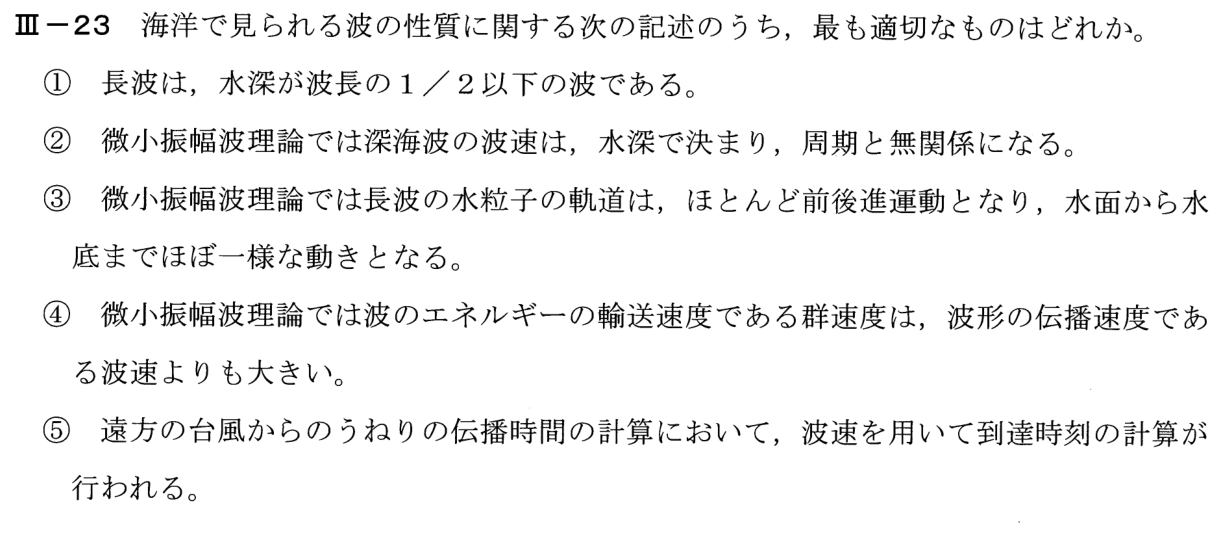 Ⅲ－23　海洋で見られる波の性質に関する次の記述のうち，最も適切なものはどれか。
①　長波は，水深が波長の１／２以下の波である。
②　微小振幅波理論では深海波の波速は，水深で決まり，周期と無関係になる。
③　微小振幅波理論では長波の水粒子の軌道は，ほとんど前後進運動となり，水面から水
底までほぼ一様な動きとなる。
④　微小振幅波理論では波のエネルギーの輸送速度である群速度は，波形の伝播速度であ
る波速よりも大きい。
⑤　遠方の台風からのうねりの伝播時間の計算において，波速を用いて到達時刻の計算が
行われる。